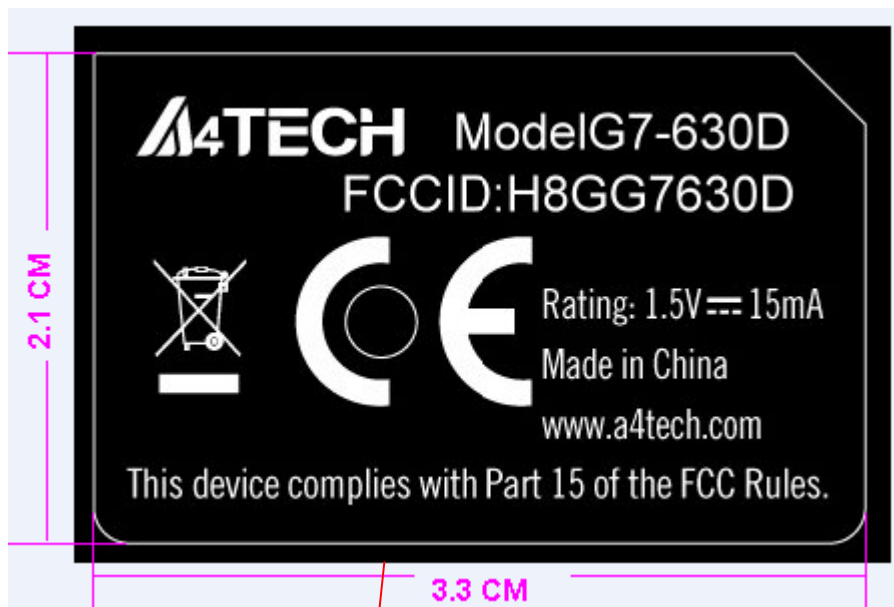 A4TECH ModelG7-630D
FCCID:H8GG7630D
CE
Rating: 1.5V⎓15mA
Made in China
www.a4tech.com
This device complies with Part 15 of the FCC Rules.
2.1 CM
3.3 CM